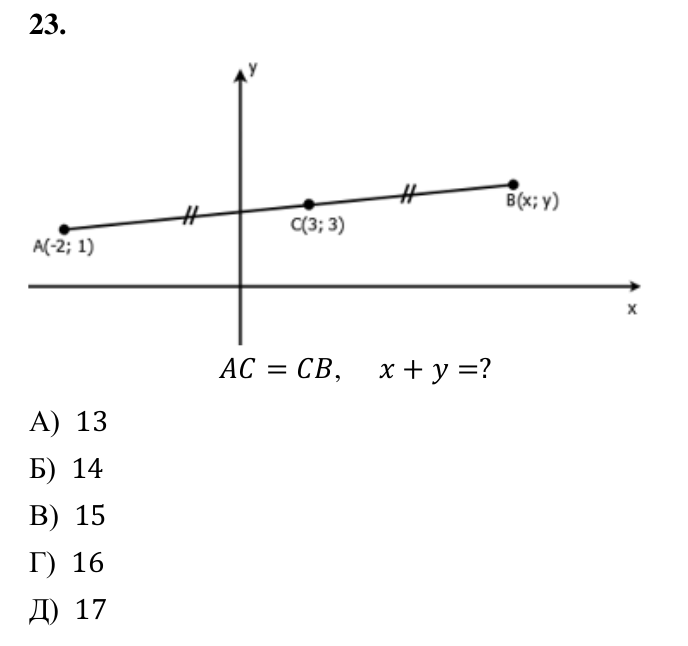 23.
y
B(x; y)
C(3; 3)
A(-2; 1)
x
AC = CB, x + y =?
А) 13
Б) 14
В) 15
Г) 16
Д) 17